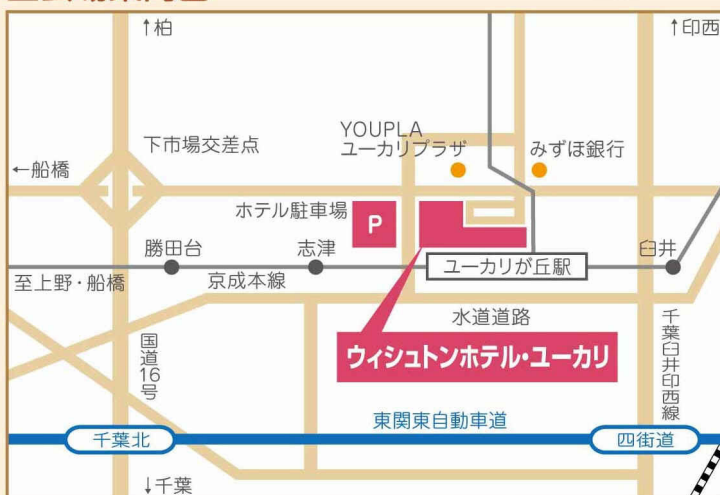 ↑柏
↑印西
YOUPLA
ユーカリプラザ
みずほ銀行
下市場交差点
←船橋
ホテル駐車場
P
勝田台
志津
ユーカリが丘駅
臼井
至上野・船橋
京成本線
水道道路
国道16号
千葉臼井印西線
ウィシュトンホテル・ユーカリ
東関東自動車道
千葉北
四街道
↓千葉